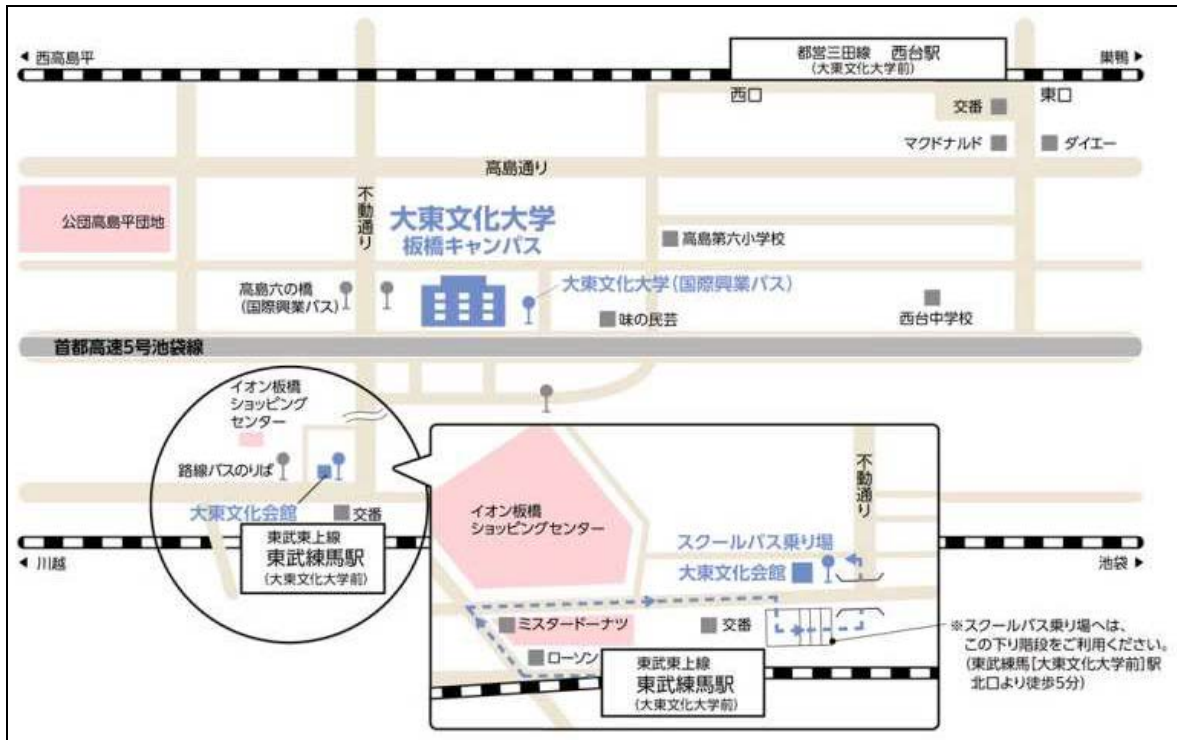 ◀ 西高島平
都営三田線 西台駅
(大東文化大学前)
巣鴨 ▶
西口
東口
交番
マクドナルド
ダイエー
高島通り
公団高島平団地
不動通り
大東文化大学
板橋キャンパス
高島第六小学校
高島六の橋
(国際興業バス)
大東文化大学(国際興業バス)
味の民芸
西台中学校
首都高速5号池袋線
イオン板橋
ショッピング
センター
路線バスのりば
大東文化会館
交番
東武東上線
東武練馬駅
(大東文化大学前)
◀ 川越
池袋 ▶
不動通り
イオン板橋
ショッピングセンター
スクールバス乗り場
大東文化会館
ミスタードーナツ
交番
ローソン
東武東上線
東武練馬駅
(大東文化大学前)
※スクールバス乗り場へは、
この下り階段をご利用ください。
(東武練馬[大東文化大学前]駅
北口より徒歩5分)